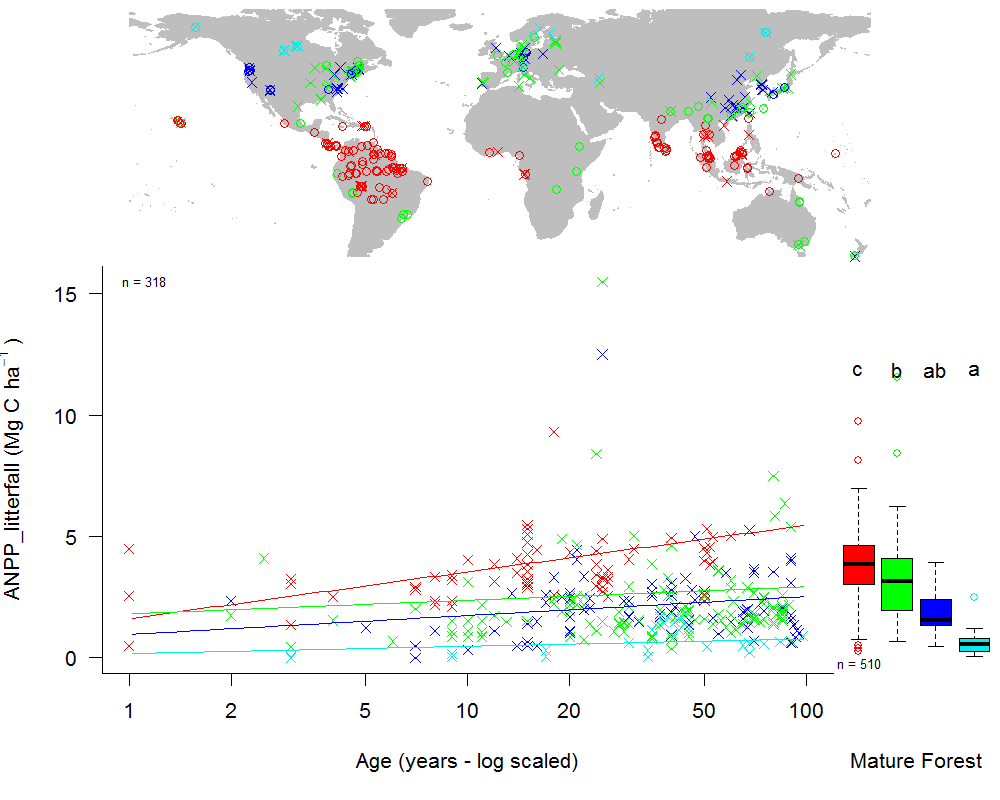 n = 318
ANPP_litterfall (Mg C ha⁻¹ )
15
10
5
0
c b ab a
n = 510
1 2 5 10 20 50 100
Age (years - log scaled)
Mature Forest